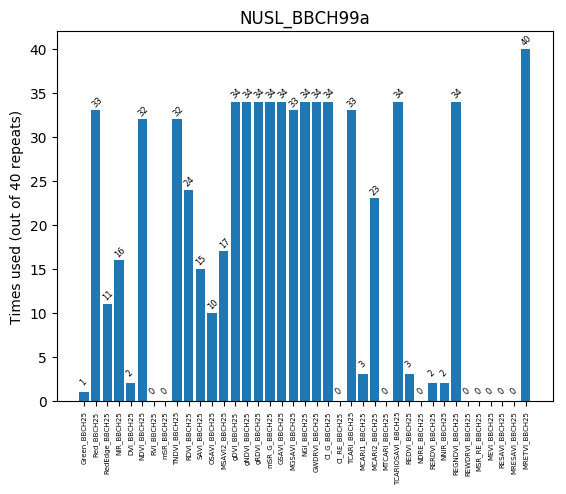 NUSL_BBCH99a
Times used (out of 40 repeats)
40
35
30
25
20
15
10
5
0
1
33
11
16
2
32
0
0
32
24
15
10
17
34
34
34
34
34
33
34
34
34
0
33
3
23
0
34
3
0
2
2
34
0
0
0
0
0
40
Green_BBCH25
Red_BBCH25
RedEdge_BBCH25
NIR_BBCH25
DVI_BBCH25
NDVI_BBCH25
RVI_BBCH25
mSR_BBCH25
TNDVI_BBCH25
RDVI_BBCH25
SAVI_BBCH25
OSAVI_BBCH25
MSAVI2_BBCH25
gDVI_BBCH25
gNDVI_BBCH25
gRDVI_BBCH25
mSR_G_BBCH25
GSAVI_BBCH25
MGSAVI_BBCH25
NGI_BBCH25
GWDRVI_BBCH25
CI_G_BBCH25
CI_RE_BBCH25
TCARI_BBCH25
MCARI1_BBCH25
MCARI2_BBCH25
MTCARI_BBCH25
TCARIOSAVI_BBCH25
REDVI_BBCH25
NDRE_BBCH25
RERDVI_BBCH25
NNIR_BBCH25
REGNDVI_BBCH25
REWDRVI_BBCH25
MSR_RE_BBCH25
MEVI_BBCH25
RESAVI_BBCH25
MRESAVI_BBCH25
MRETVI_BBCH25